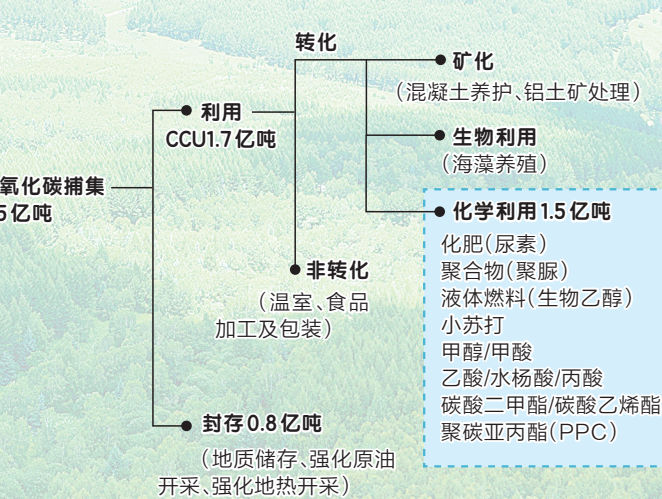 转化
矿化
(混凝土养护、铝土矿处理)
利用
CCU1.7亿吨
生物利用
(海藻养殖)
氧化碳捕集
5亿吨
化学利用1.5亿吨
化肥(尿素)
聚合物(聚脲)
液体燃料(生物乙醇)
小苏打
甲醇/甲酸
乙酸/水杨酸/丙酸
碳酸二甲酯/碳酸乙烯酯
聚碳亚丙酯(PPC)
非转化
(温室、食品
加工及包装)
封存0.8亿吨
(地质储存、强化原油
开采、强化地热开采)